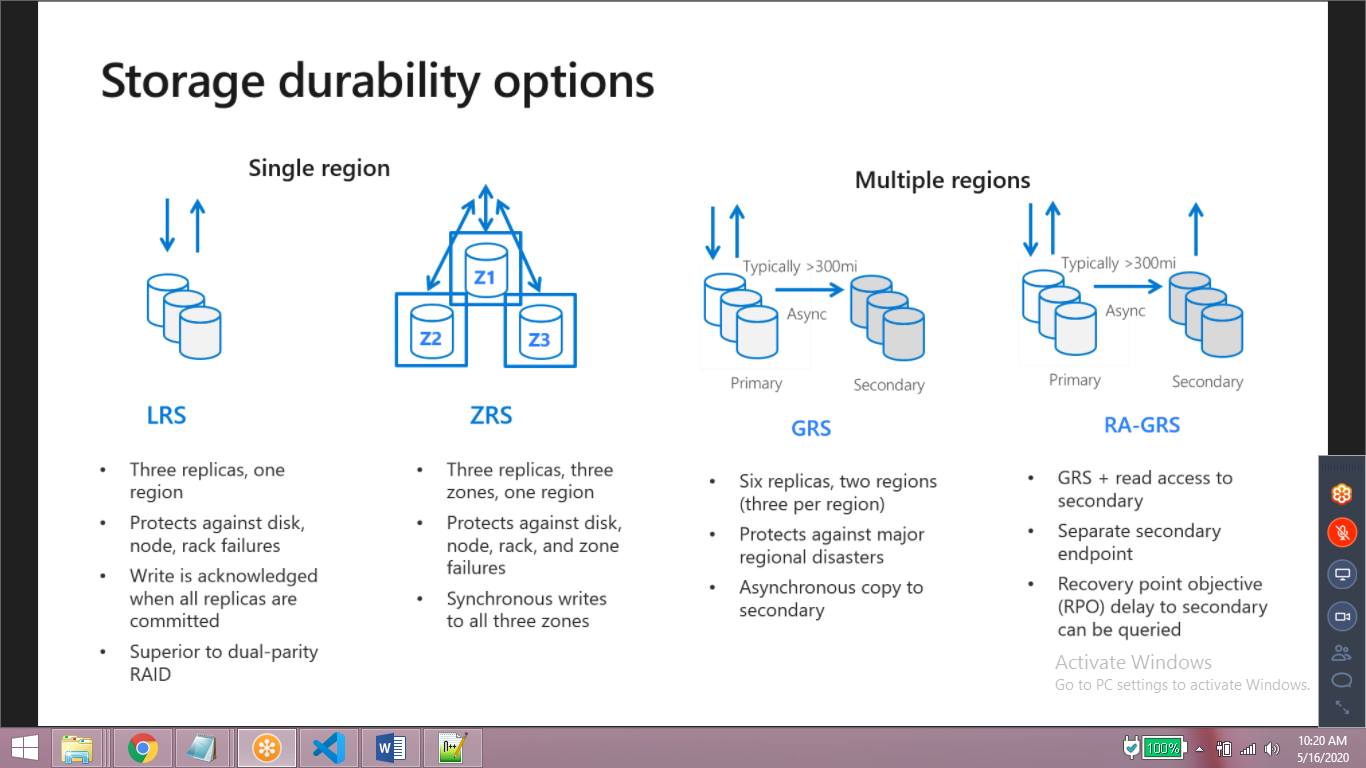 Storage durability options
Single region
Multiple regions
Z1
Z2
Z3
LRS
ZRS
Typically >300mi
Async
Primary
Secondary
GRS
Typically >300mi
Async
Primary
Secondary
RA-GRS
• Three replicas, one
region
• Protects against disk,
node, rack failures
• Write is acknowledged
when all replicas are
committed
• Superior to dual-parity
RAID
• Three replicas, three
zones, one region
• Protects against disk,
node, rack, and zone
failures
• Synchronous writes
to all three zones
• Six replicas, two regions
(three per region)
• Protects against major
regional disasters
• Asynchronous copy to
secondary
• GRS + read access to
secondary
• Separate secondary
endpoint
• Recovery point objective
(RPO) delay to secondary
can be queried
Activate Windows
Go to PC settings to activate Windows.
100%
10:20 AM
5/16/2020